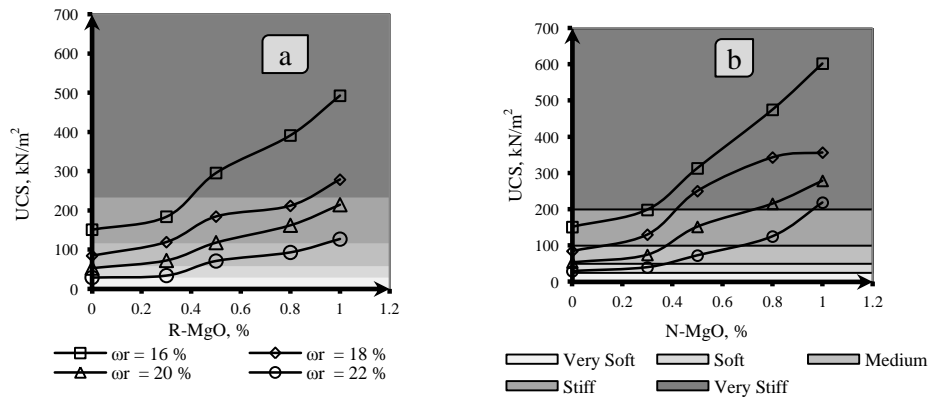 a
UCS, kN/m²
700
600
500
400
300
200
100
0
0 0.2 0.4 0.6 0.8 1 1.2
R-MgO, %
ωr = 16 % ωr = 18 %
ωr = 20 % ωr = 22 %
b
UCS, kN/m²
700
600
500
400
300
200
100
0
0 0.2 0.4 0.6 0.8 1 1.2
N-MgO, %
Very Soft Soft Medium
Stiff Very Stiff